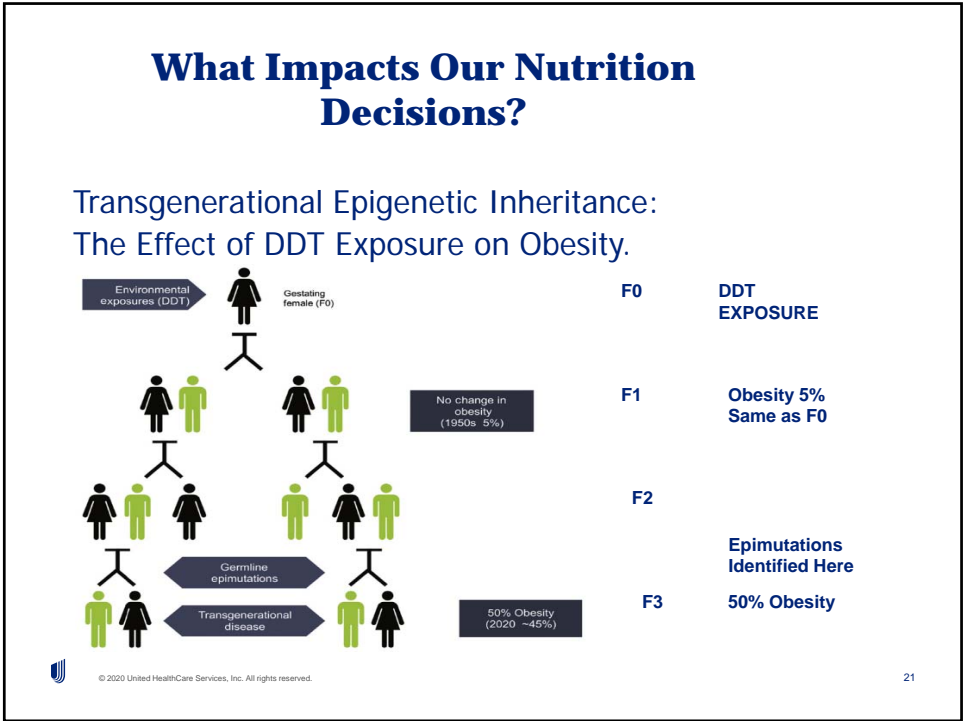 What Impacts Our Nutrition
Decisions?
Transgenerational Epigenetic Inheritance:
The Effect of DDT Exposure on Obesity.
Environmental
exposures (DDT)
Gestating
female (F0)
F0
DDT
EXPOSURE
No change in
obesity
(1950s 5%)
F1
Obesity 5%
Same as F0
F2
Epimutations
Identified Here
Germline
epimutations
Transgenerational
disease
50% Obesity
(2020 ~45%)
F3
50% Obesity
© 2020 United HealthCare Services, Inc. All rights reserved.
21